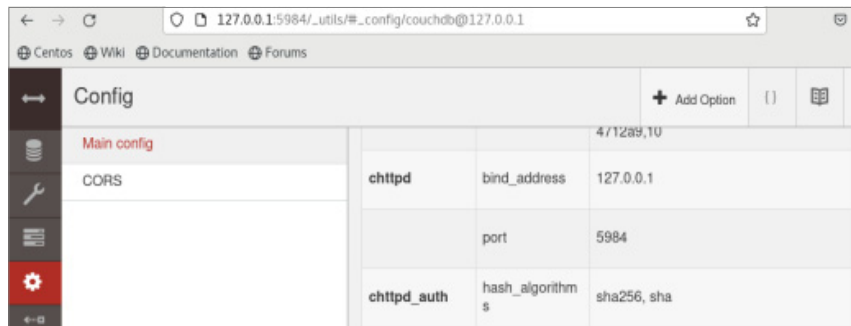 127.0.0.1:5984/_utils/#_config/couchdb@127.0.0.1
Centos Wiki Documentation Forums
Config
+ Add Option {}
Main config
CORS
4712a9,10
chttpd bind_address 127.0.0.1
port 5984
chttpd_auth hash_algorithm
s
sha256, sha